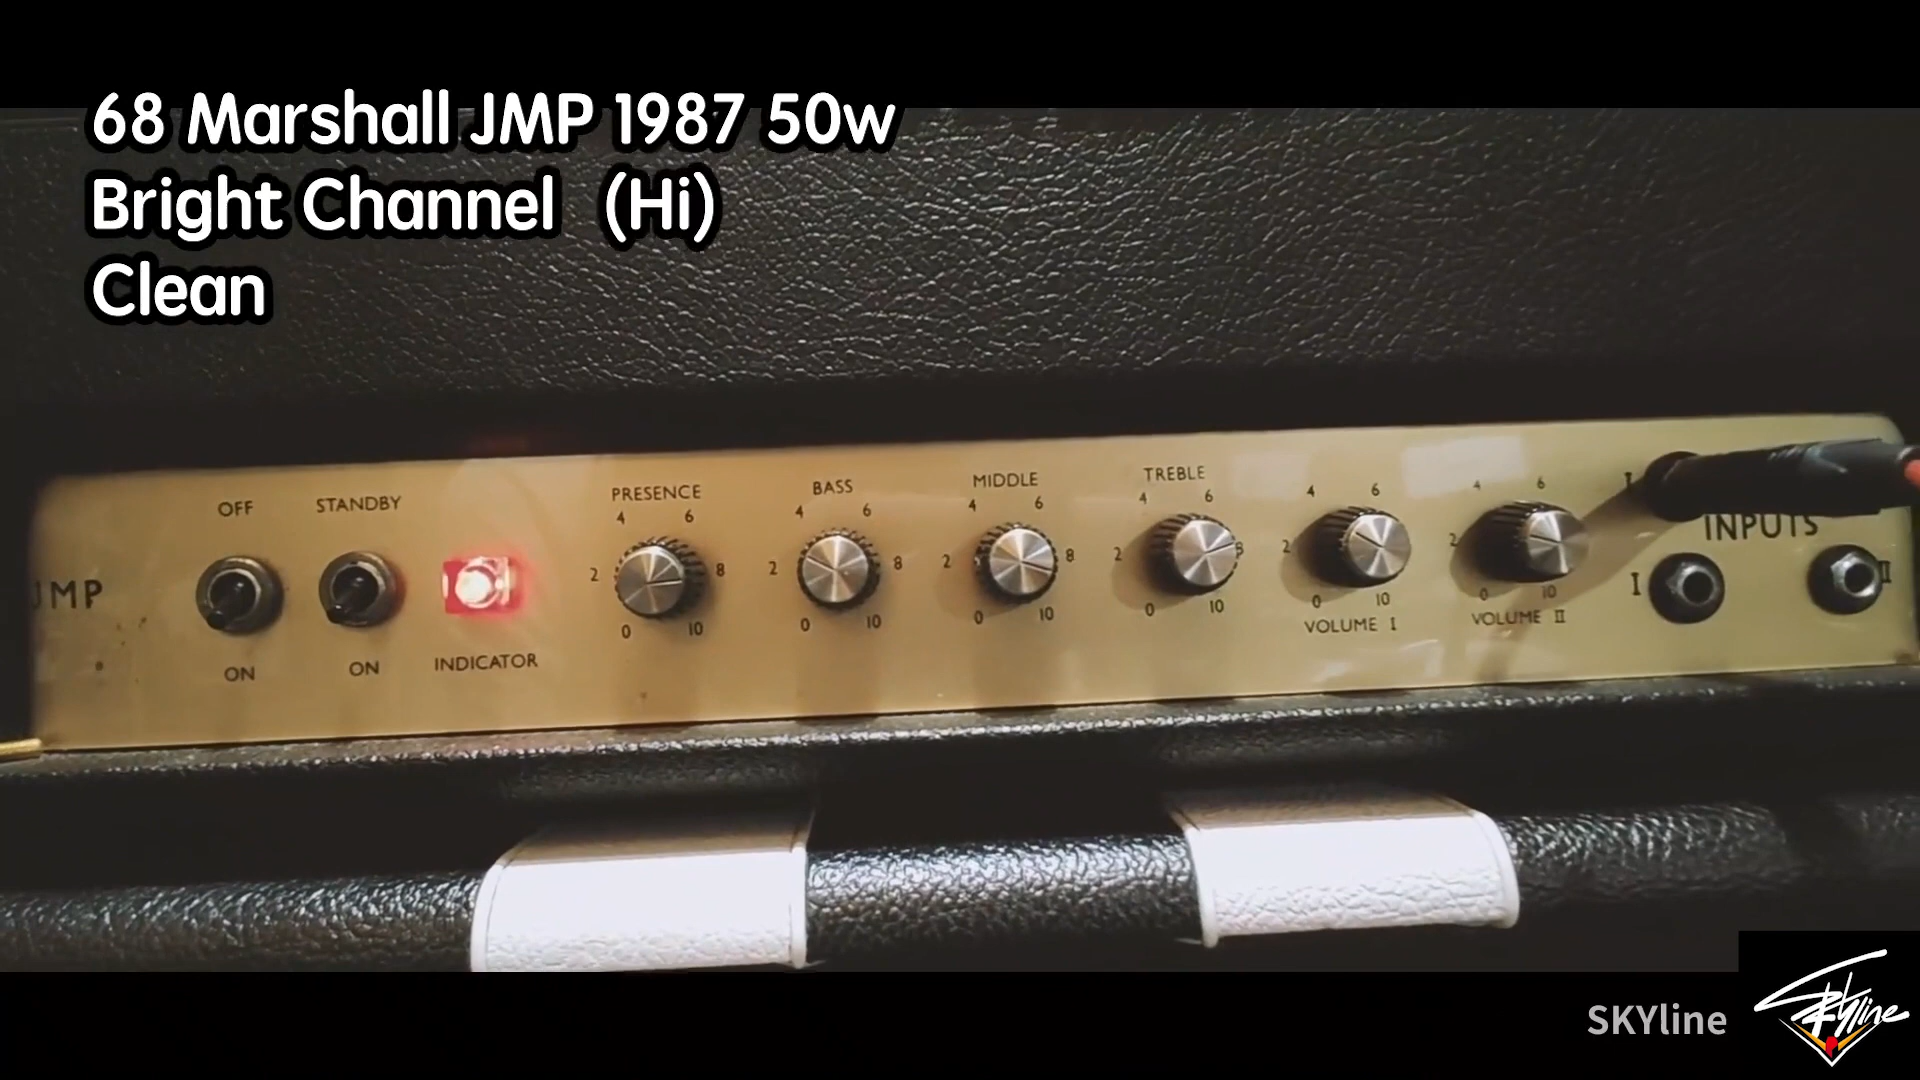 68 Marshall JMP 1987 50w
Bright Channel (Hi)
Clean
OFF
STANDBY
PRESENCE
BASS
MIDDLE
TREBLE
4 6
4 6
4 6
4 6
4 6
4 6
I
INPUTS
2 8
2 8
2 8
2 8
2
2
JMP
I
II
0 10
0 10
0 10
0 10
0 10
0 10
VOLUME I
VOLUME II
ON
ON
INDICATOR
SKYline
SKyline